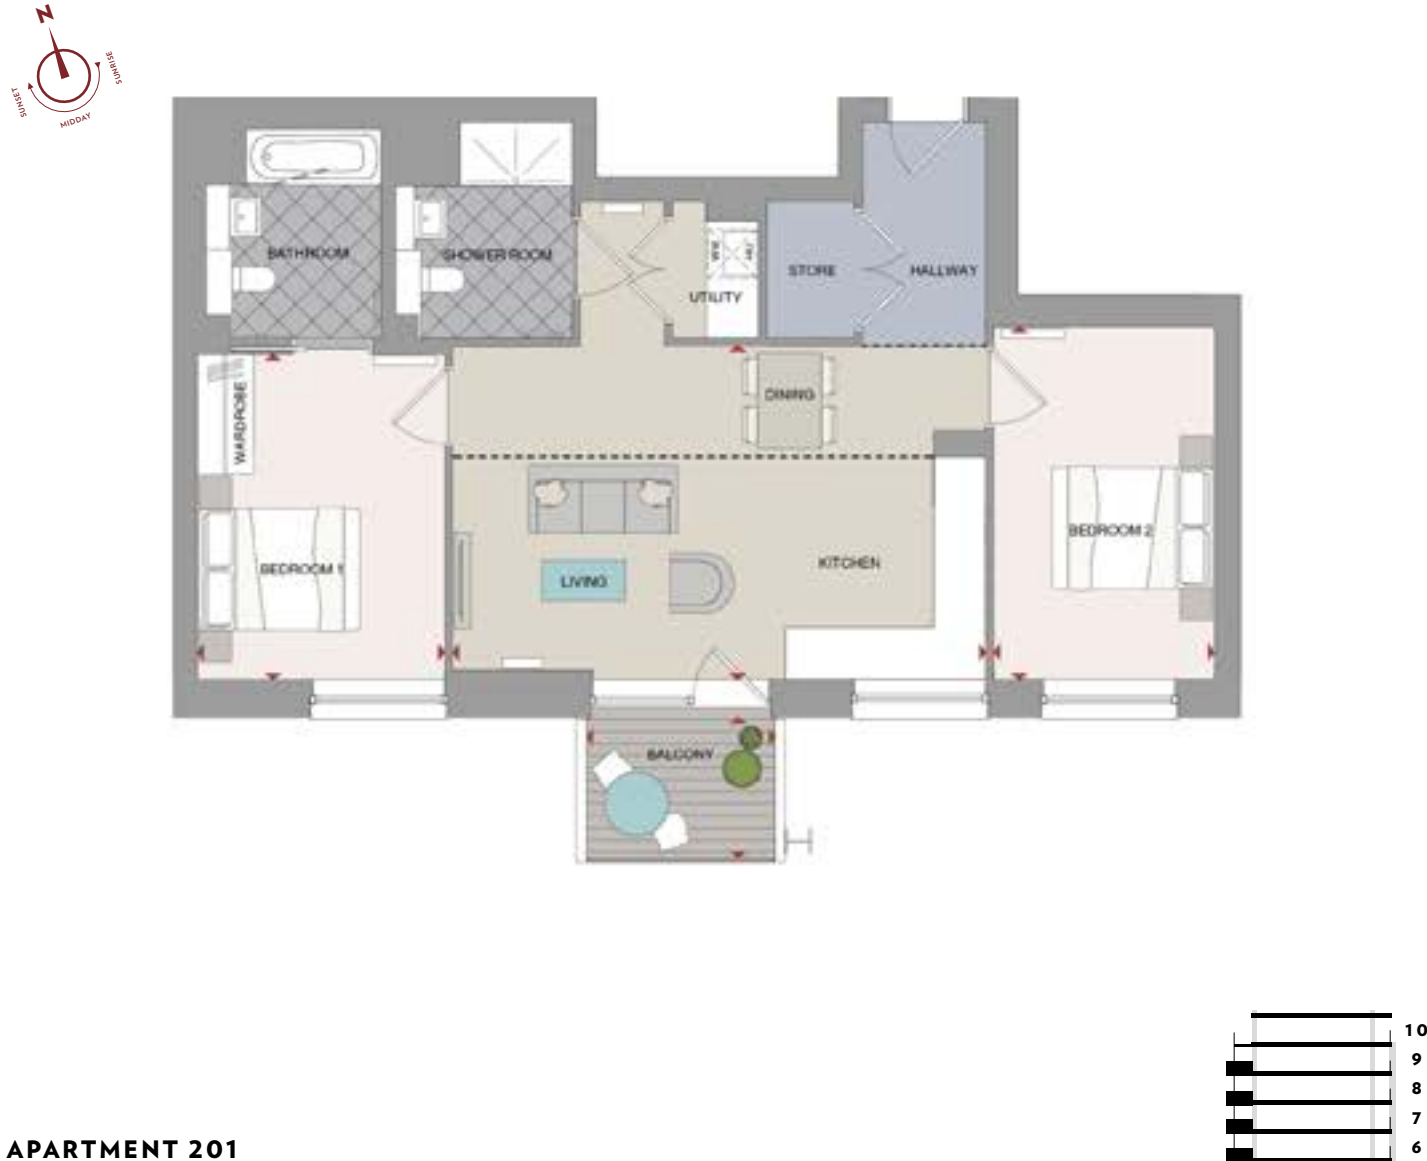 N
SUNRISE
SUNSET
MIDDAY
BATHROOM
SHOWER ROOM
STORE
HALLWAY
UTILITY
WARDROBE
DINING
BEDROOM 1
LIVING
KITCHEN
BEDROOM 2
BALCONY
10
9
8
7
6
APARTMENT 201